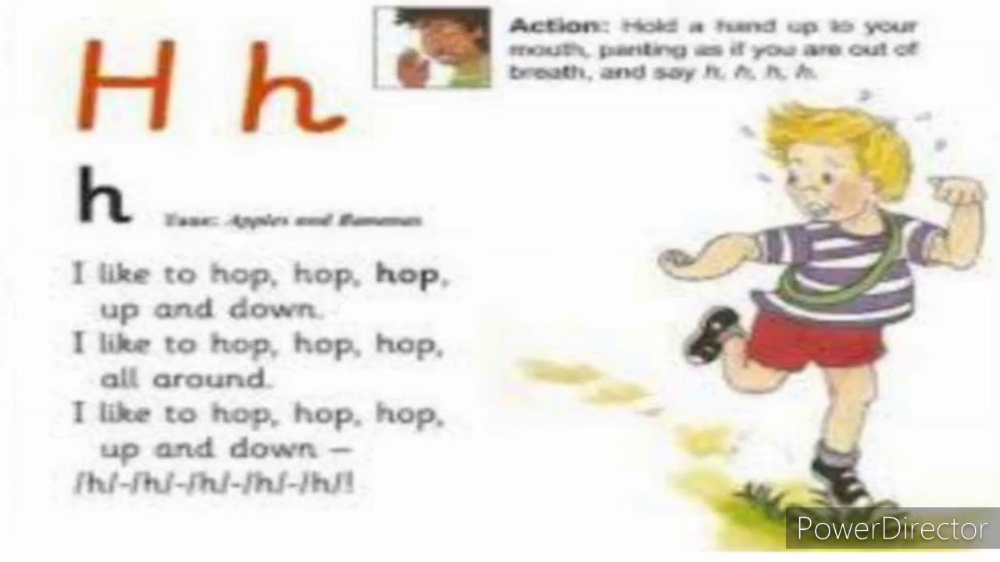 H h
Action: Hold a hand up to your
mouth, panting as if you are out of
breath, and say h, h, h, h.
h
Tune: Apples and Bananas
I like to hop, hop, hop,
up and down.
I like to hop, hop, hop,
all around.
I like to hop, hop, hop,
up and down –
/h/-/h/-/h/-/h/-/h/!
PowerDirector